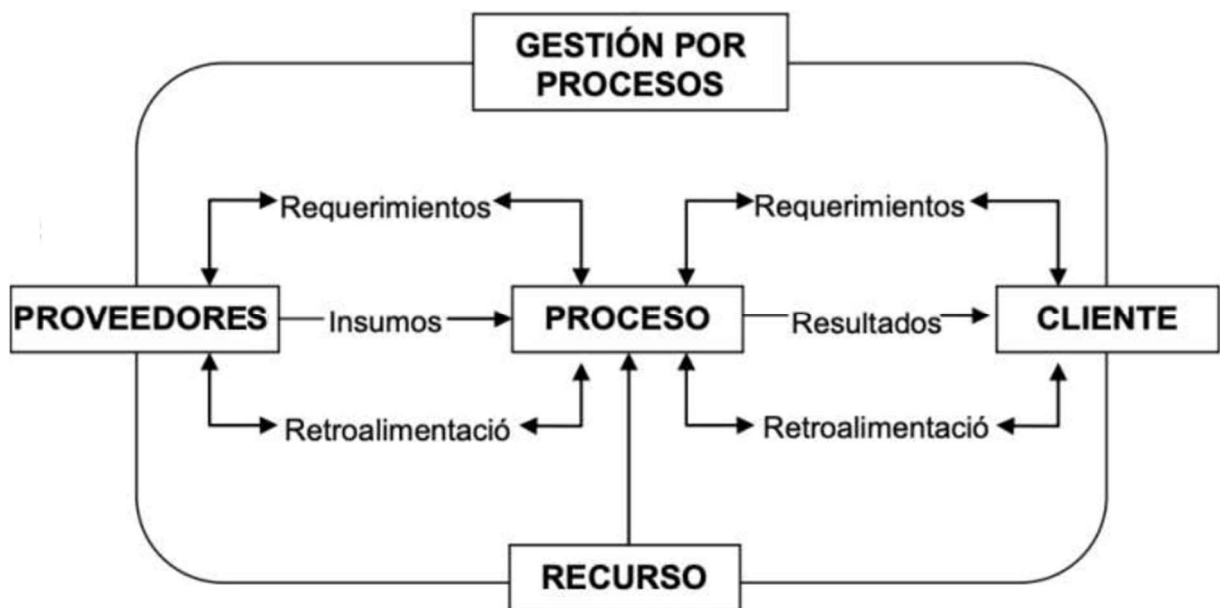 GESTIÓN POR
PROCESOS
Requerimientos
Requerimientos
PROVEEDORES
Insumos
PROCESO
Resultados
CLIENTE
Retroalimentació
Retroalimentació
RECURSO